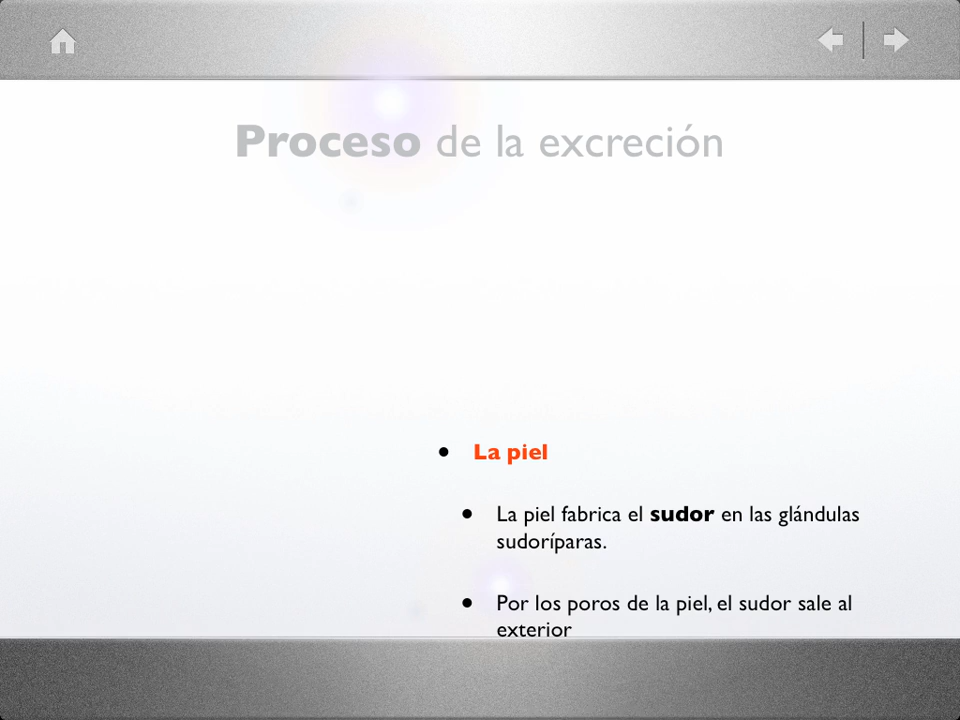 Proceso de la excreción
• La piel
• La piel fabrica el sudor en las glándulas
sudoríparas.
• Por los poros de la piel, el sudor sale al
exterior